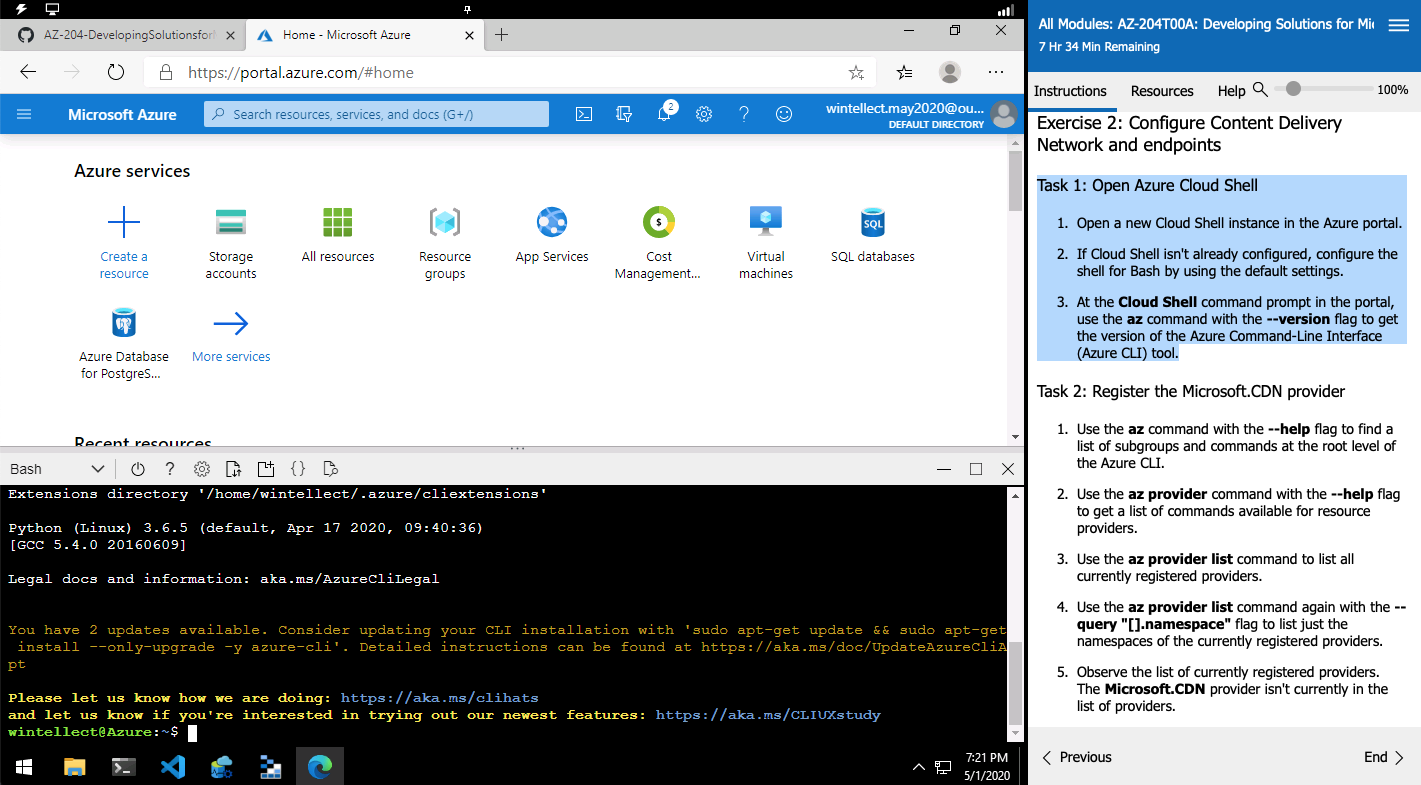 AZ-204-DevelopingSolutionsforM
Home - Microsoft Azure
https://portal.azure.com/#home
Microsoft Azure
Search resources, services, and docs (G+/)
2
wintellect.may2020@ou...
DEFAULT DIRECTORY
Azure services
Create a
resource
Storage
accounts
All resources
Resource
groups
App Services
Cost
Management...
Virtual
machines
SQL
SQL databases
Azure Database
for PostgreS...
More services
Recent resources
Bash
Extensions directory '/home/wintellect/.azure/cliextensions'
Python (Linux) 3.6.5 (default, Apr 17 2020, 09:40:36)
[GCC 5.4.0 20160609]
Legal docs and information: aka.ms/AzureCliLegal
You have 2 updates available. Consider updating your CLI installation with 'sudo apt-get update && sudo apt-get
install --only-upgrade -y azure-cli'. Detailed instructions can be found at https://aka.ms/doc/UpdateAzureCliA
pt
Please let us know how we are doing: https://aka.ms/clihats
and let us know if you're interested in trying out our newest features: https://aka.ms/CLIUXstudy
wintellect@Azure:~$
7:21 PM
5/1/2020
All Modules: AZ-204T00A: Developing Solutions for Mic
7 Hr 34 Min Remaining
Instructions
Resources
Help
100%
Exercise 2: Configure Content Delivery
Network and endpoints
Task 1: Open Azure Cloud Shell
1. Open a new Cloud Shell instance in the Azure portal.
2. If Cloud Shell isn't already configured, configure the
shell for Bash by using the default settings.
3. At the Cloud Shell command prompt in the portal,
use the az command with the --version flag to get
the version of the Azure Command-Line Interface
(Azure CLI) tool.
Task 2: Register the Microsoft.CDN provider
1. Use the az command with the --help flag to find a
list of subgroups and commands at the root level of
the Azure CLI.
2. Use the az provider command with the --help flag
to get a list of commands available for resource
providers.
3. Use the az provider list command to list all
currently registered providers.
4. Use the az provider list command again with the --
query "[].namespace" flag to list just the
namespaces of the currently registered providers.
5. Observe the list of currently registered providers.
The Microsoft.CDN provider isn't currently in the
list of providers.
Previous
End